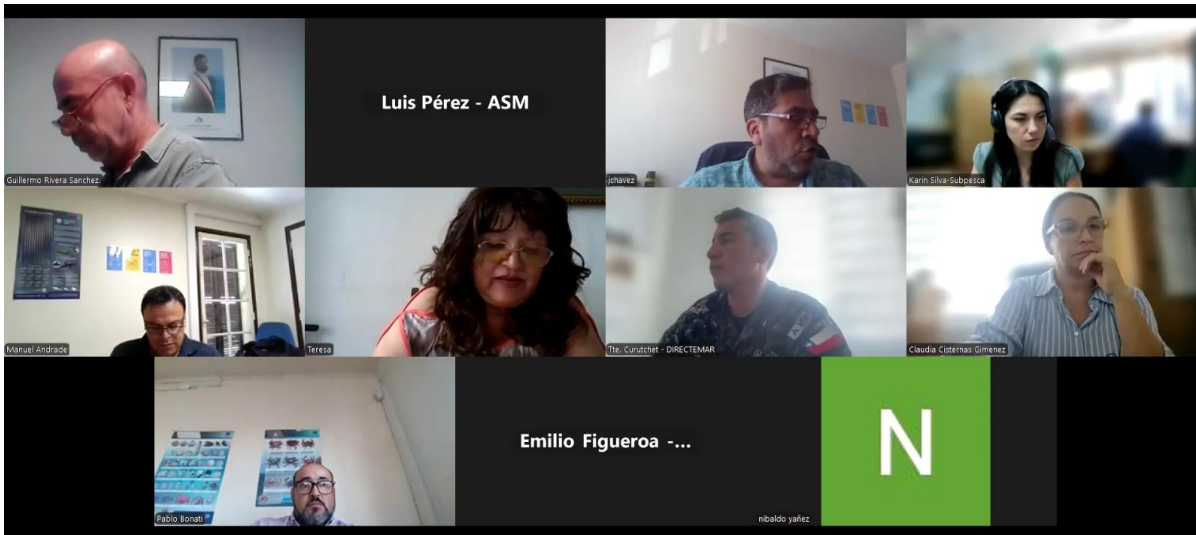 Guillermo Rivera Sanchez
Luis Pérez - ASM
jchavez
Karin Silva-Subpesca
Manuel Andrade
Teresa
Tte. Curutchet - DIRECTEMAR
Claudia Cisternas Gimenez
Pablo Bonati
Emilio Figueroa -...
nibaldo yañez
N